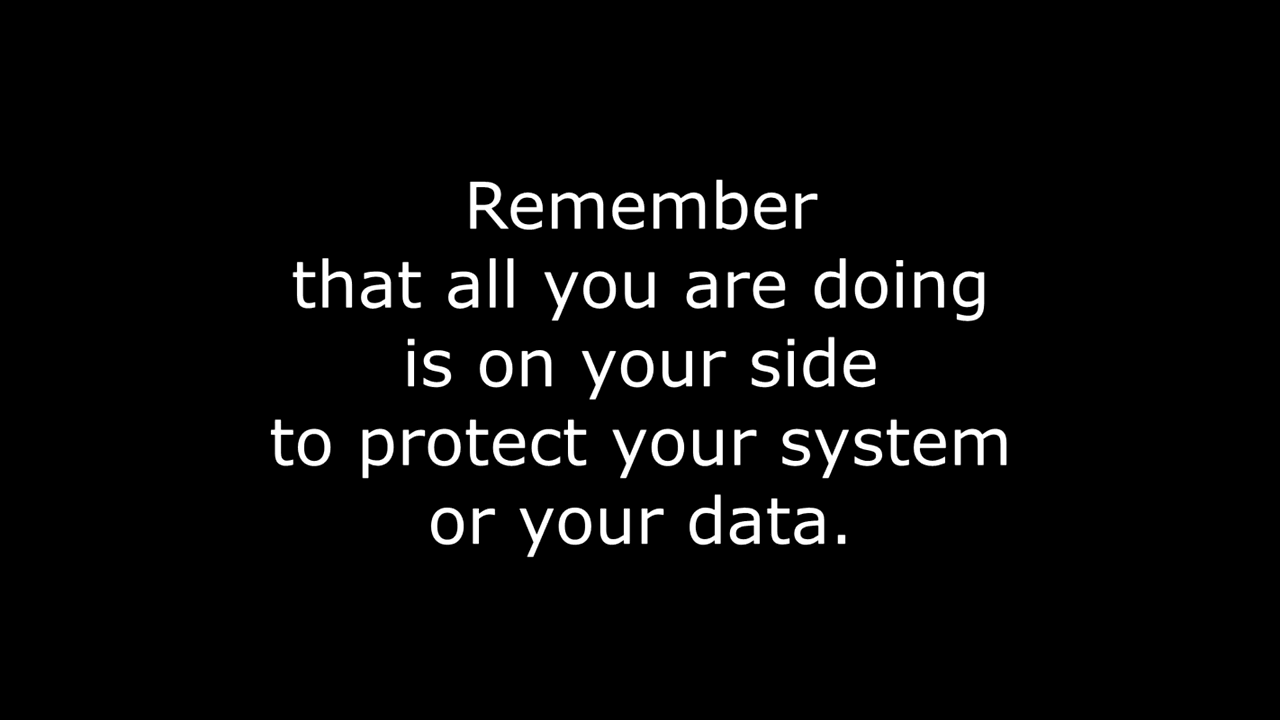 Remember
that all you are doing
is on your side
to protect your system
or your data.